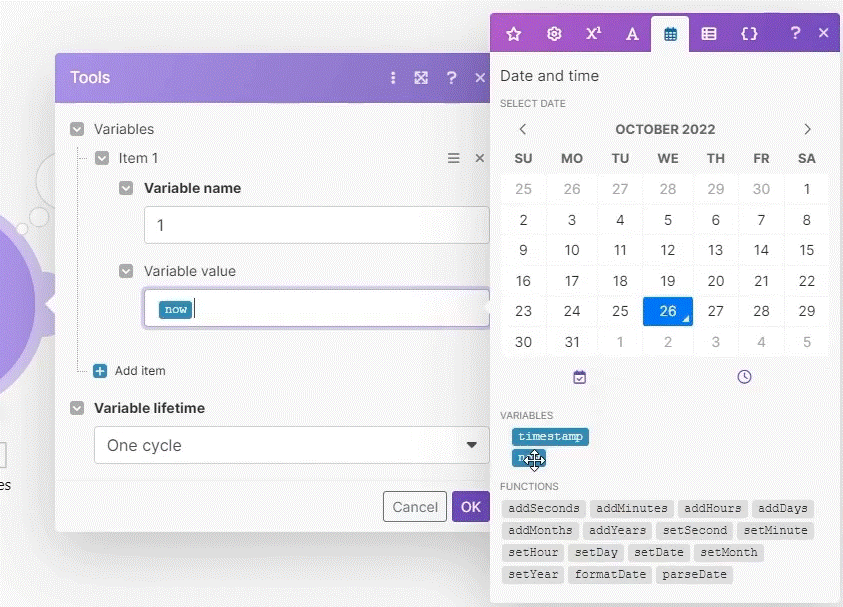 Tools
?
Variables
Item 1
Variable name
1
Variable value
now
Add item
Variable lifetime
One cycle
Cancel OK
es
X¹ A {} ?
Date and time
SELECT DATE
OCTOBER 2022
SU MO TU WE TH FR SA
25 26 27 28 29 30 1
2 3 4 5 6 7 8
9 10 11 12 13 14 15
16 17 18 19 20 21 22
23 24 25 26 27 28 29
30 31 1 2 3 4 5
VARIABLES
timestamp
FUNCTIONS
addSeconds addMinutes addHours addDays
addMonths addYears setSecond setMinute
setHour setDay setDate setMonth
setYear formatDate parseDate